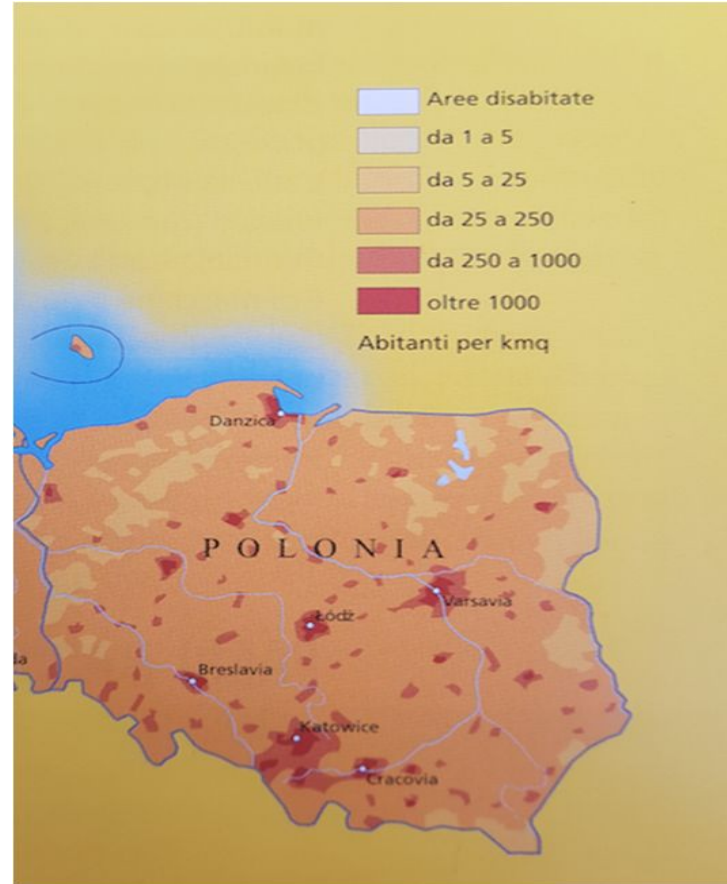 Aree disabitate
da 1 a 5
da 5 a 25
da 25 a 250
da 250 a 1000
oltre 1000
Abitanti per kmq
Danzica
POLONIA
Varsavia
Łódź
da
Breslavia
Katowice
Cracovia